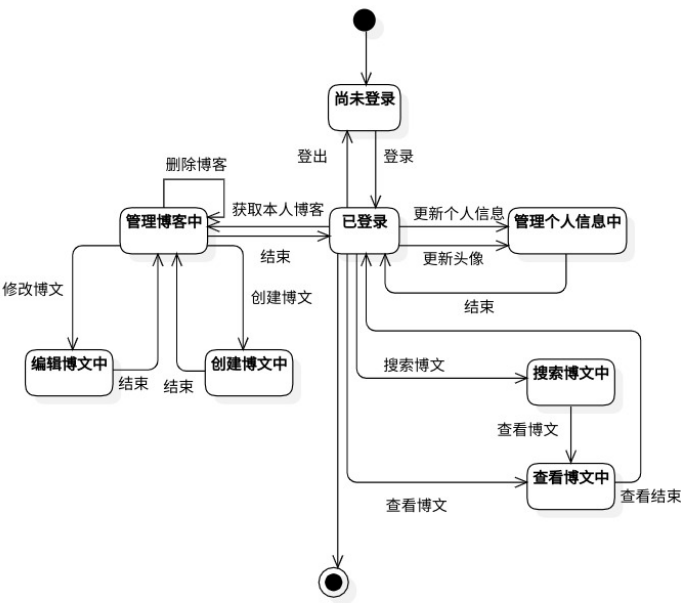 尚未登录
登出
登录
删除博客
获取本人博客
更新个人信息
管理博客中
已登录
管理个人信息中
结束
更新头像
修改博文
创建博文
结束
编辑博文中
创建博文中
搜索博文
搜索博文中
结束
结束
查看博文
查看博文中
查看博文
查看结束